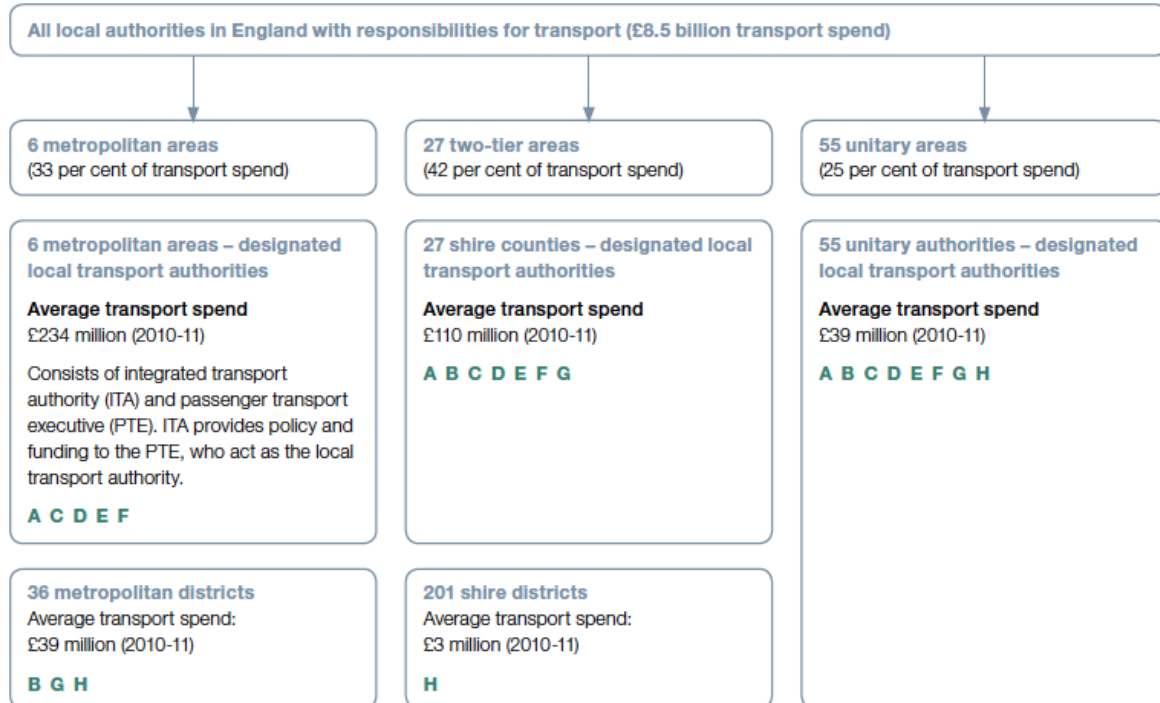 All local authorities in England with responsibilities for transport (£8.5 billion transport spend)
6 metropolitan areas
(33 per cent of transport spend)
27 two-tier areas
(42 per cent of transport spend)
55 unitary areas
(25 per cent of transport spend)
6 metropolitan areas – designated
local transport authorities
Average transport spend
£234 million (2010-11)
Consists of integrated transport
authority (ITA) and passenger transport
executive (PTE). ITA provides policy and
funding to the PTE, who act as the local
transport authority.
A C D E F
27 shire counties – designated local
transport authorities
Average transport spend
£110 million (2010-11)
A B C D E F G
55 unitary authorities – designated
local transport authorities
Average transport spend
£39 million (2010-11)
A B C D E F G H
36 metropolitan districts
Average transport spend:
£39 million (2010-11)
B G H
201 shire districts
Average transport spend:
£3 million (2010-11)
H